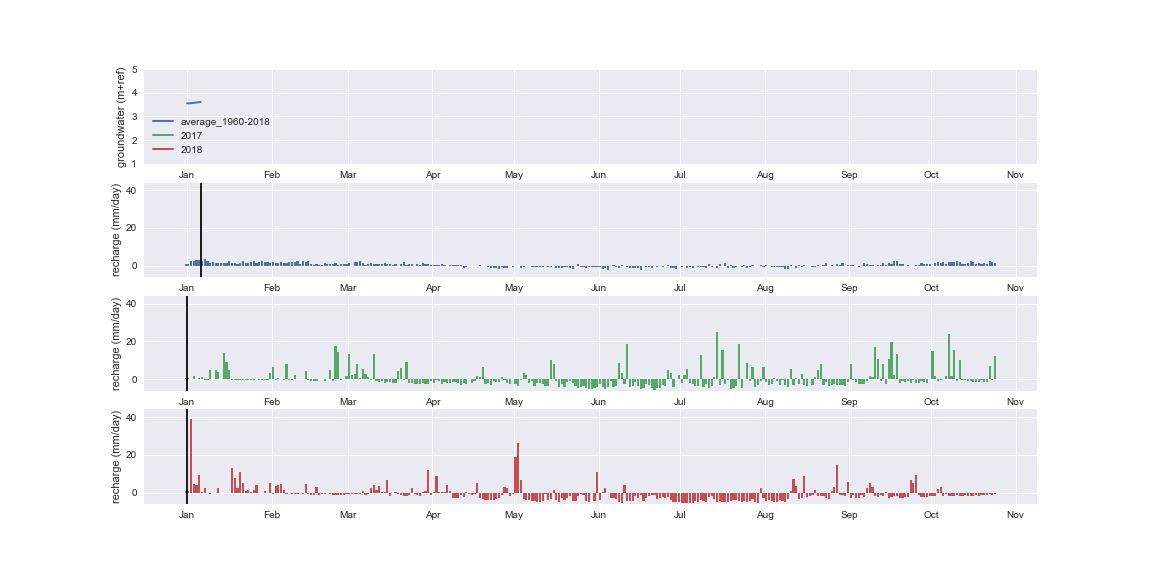 groundwater (m+ref)
5
4
3
2
1
average_1960-2018
2017
2018
Jan Feb Mar Apr May Jun Jul Aug Sep Oct Nov
recharge (mm/day)
40
20
0
Jan Feb Mar Apr May Jun Jul Aug Sep Oct Nov
recharge (mm/day)
40
20
0
Jan Feb Mar Apr May Jun Jul Aug Sep Oct Nov
recharge (mm/day)
40
20
0
Jan Feb Mar Apr May Jun Jul Aug Sep Oct Nov